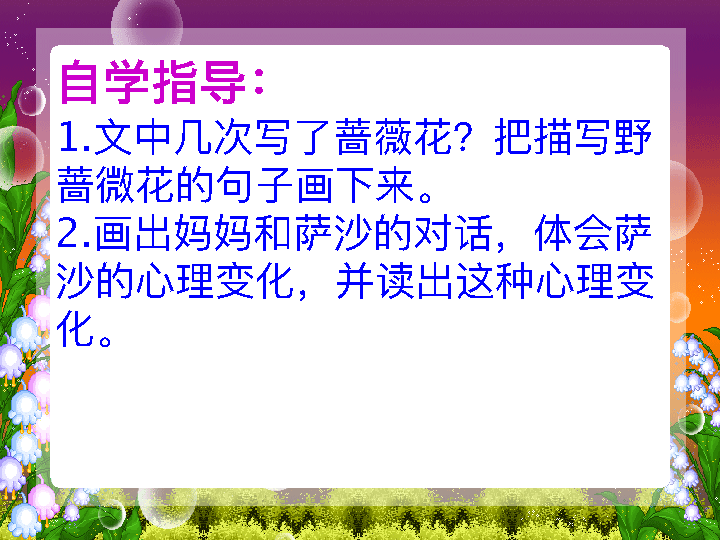 自学指导：
1.文中几次写了蔷薇花？把描写野
蔷微花的句子画下来。
2.画出妈妈和萨沙的对话，体会萨
沙的心理变化，并读出这种心理变
化。